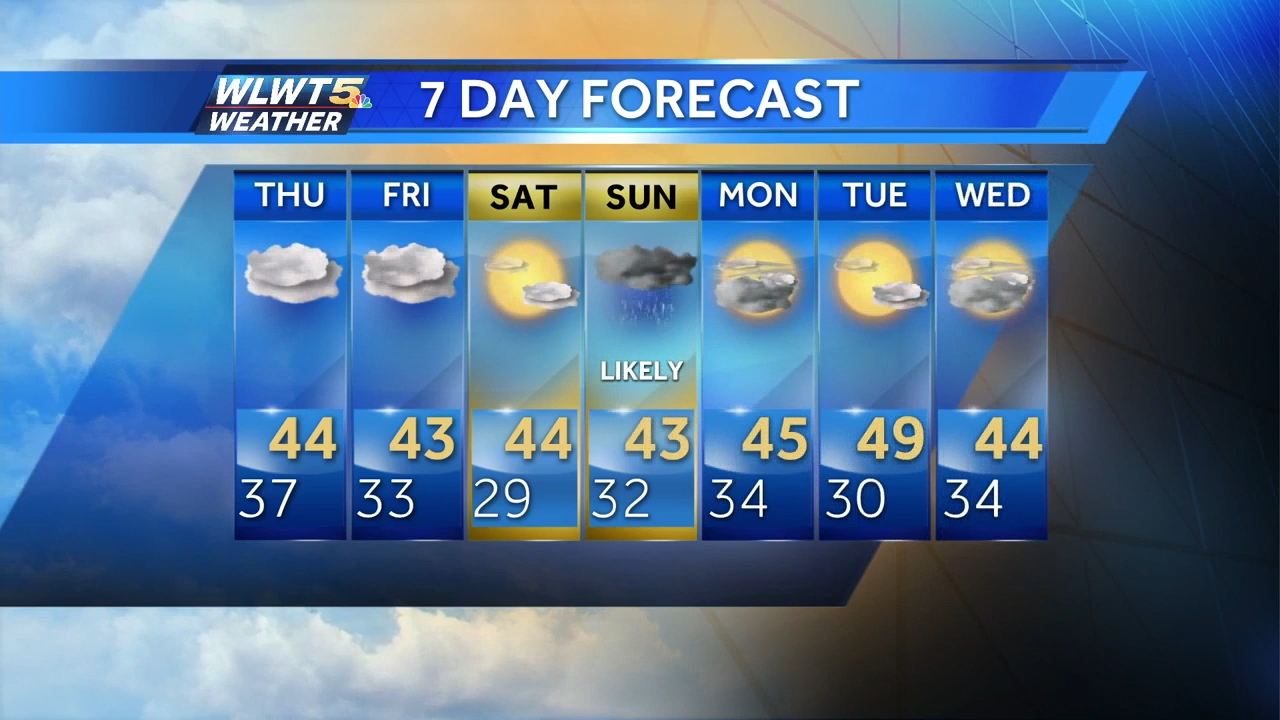 WLWT5
WEATHER
7 DAY FORECAST
THU FRI SAT SUN MON TUE WED
LIKELY
44 43 44 43 45 49 44
37 33 29 32 34 30 34